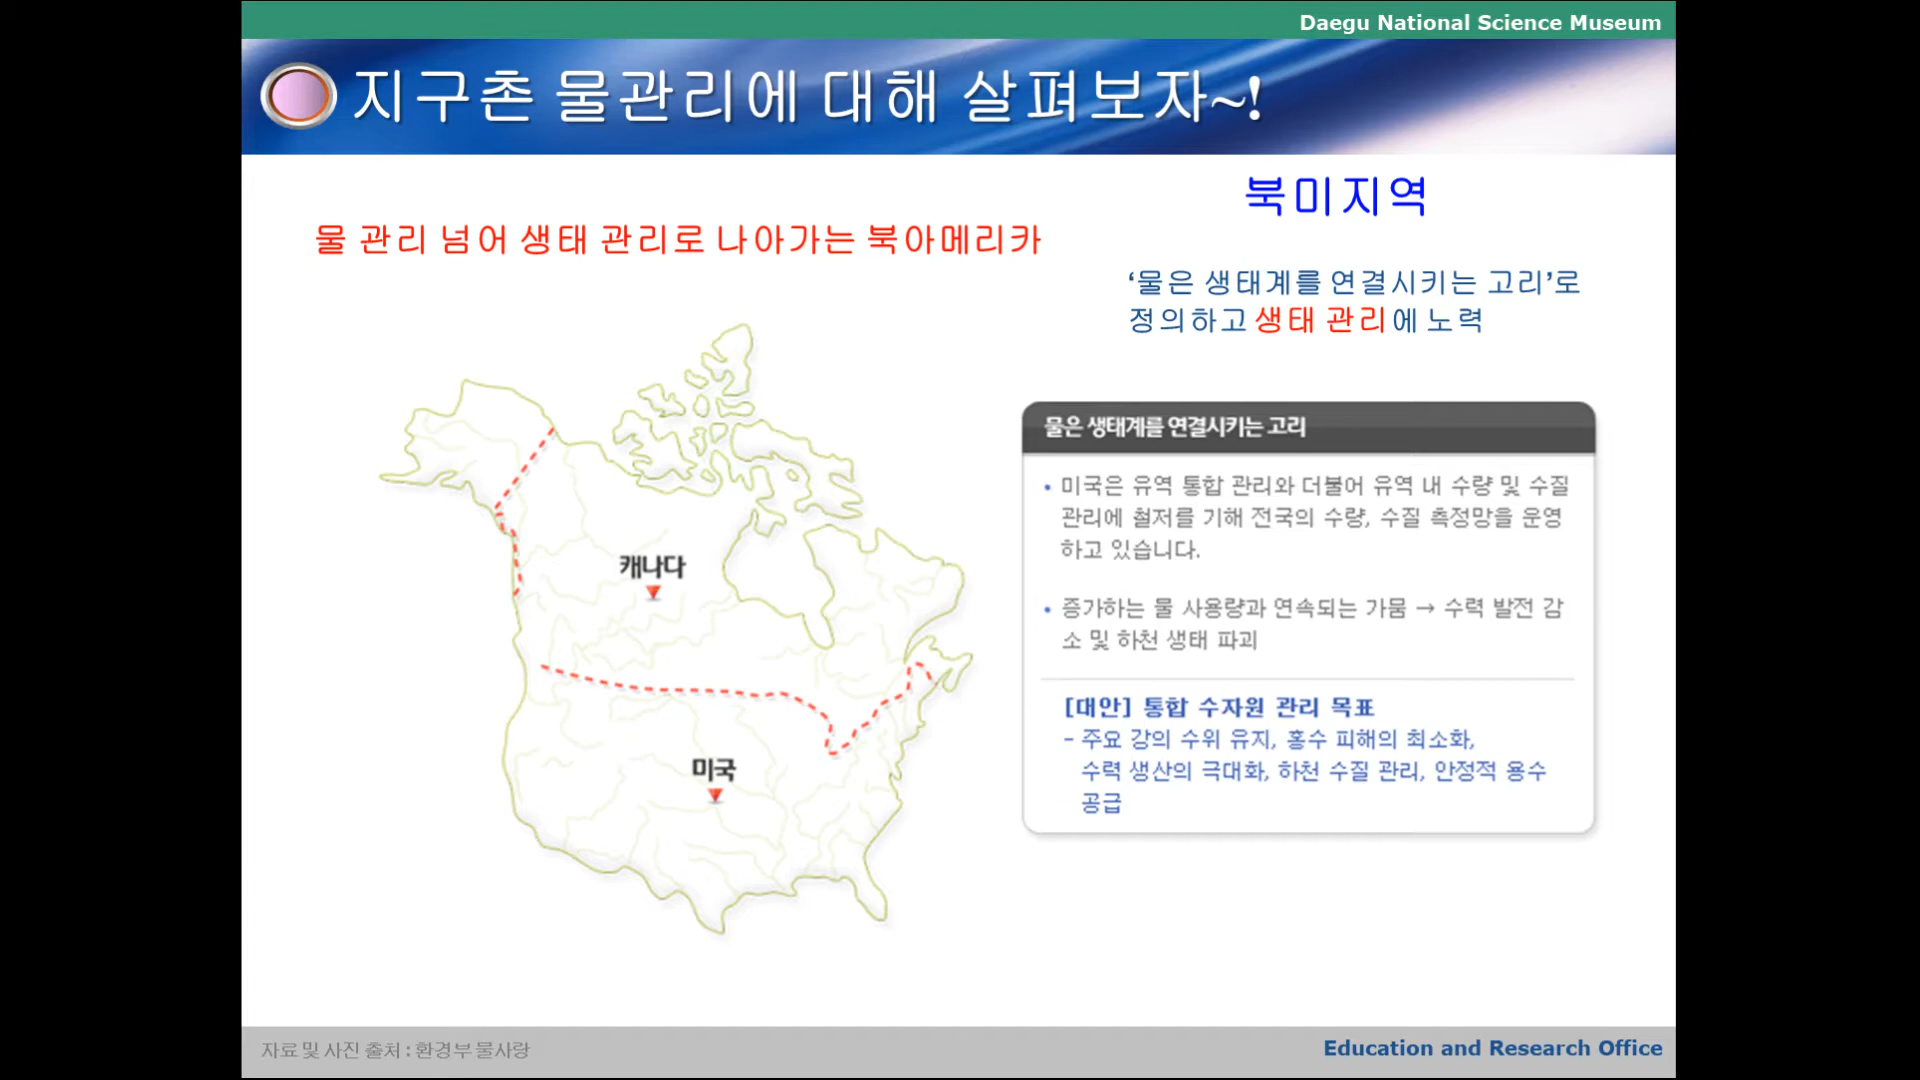 Daegu National Science Museum
지구촌 물관리에 대해 살펴보자~!
북미지역
물 관리 넘어 생태 관리로 나아가는 북아메리카
‘물은 생태계를 연결시키는 고리’로
정의하고 생태 관리에 노력
캐나다
미국
물은 생태계를 연결시키는 고리
• 미국은 유역 통합 관리와 더불어 유역 내 수량 및 수질
관리에 철저를 기해 전국의 수량, 수질 측정망을 운영
하고 있습니다.
• 증가하는 물 사용량과 연속되는 가뭄 → 수력 발전 감
소 및 하천 생태 파괴
[대안] 통합 수자원 관리 목표
- 주요 강의 수위 유지, 홍수 피해의 최소화,
수력 생산의 극대화, 하천 수질 관리, 안정적 용수
공급
자료 및 사진 출처 : 환경부 물사랑
Education and Research Office